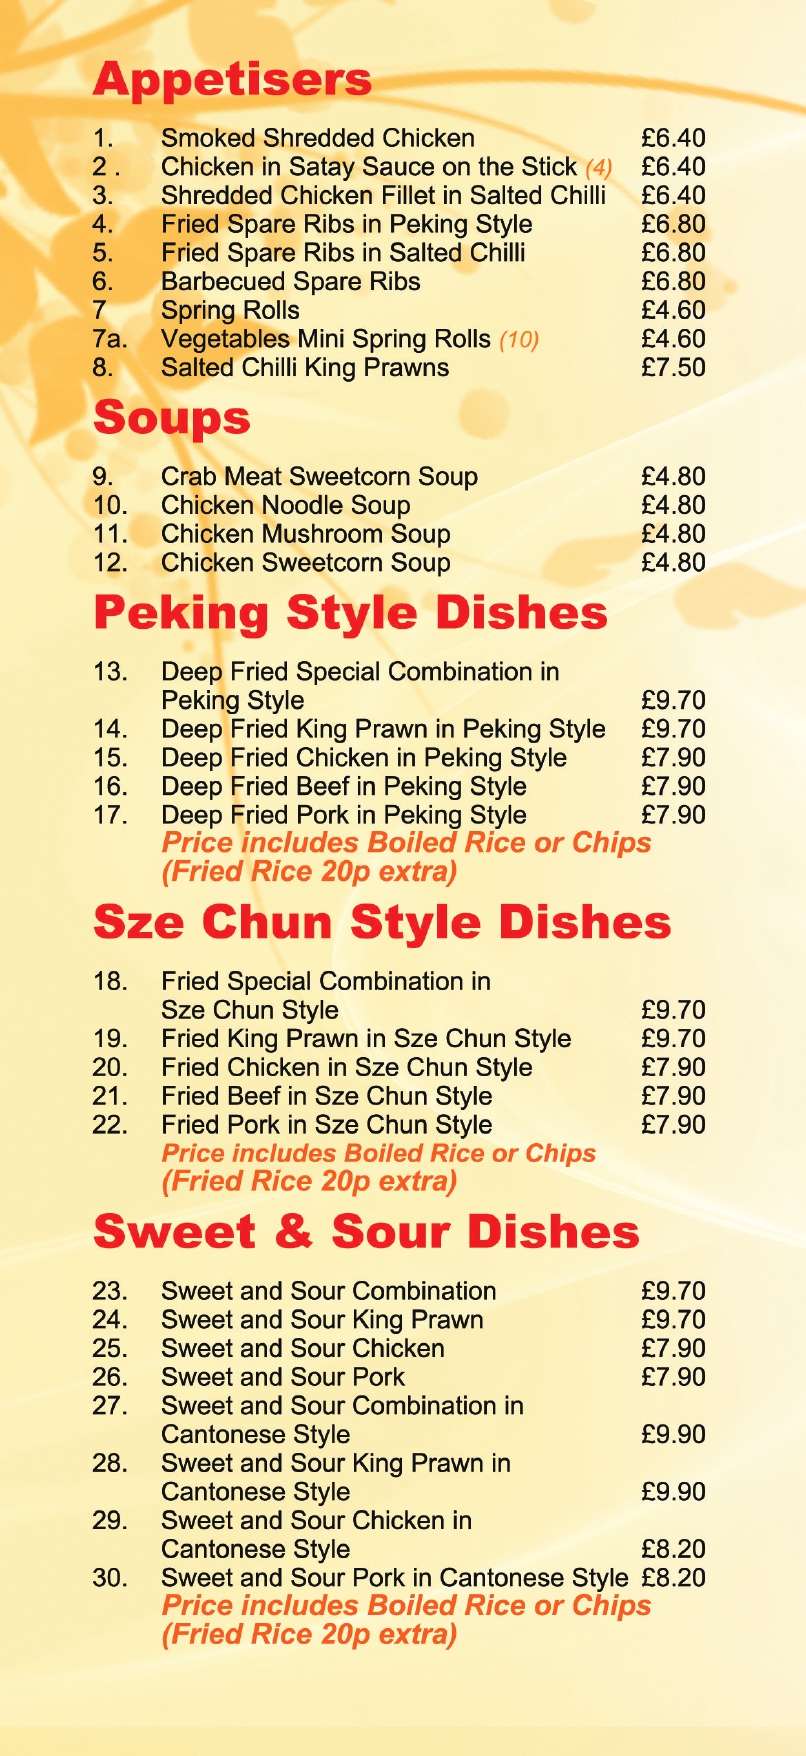 Appetisers
1. Smoked Shredded Chicken £6.40
2 . Chicken in Satay Sauce on the Stick (4) £6.40
3. Shredded Chicken Fillet in Salted Chilli £6.40
4. Fried Spare Ribs in Peking Style £6.80
5. Fried Spare Ribs in Salted Chilli £6.80
6. Barbecued Spare Ribs £6.80
7 Spring Rolls £4.60
7a. Vegetables Mini Spring Rolls (10) £4.60
8. Salted Chilli King Prawns £7.50
Soups
9. Crab Meat Sweetcorn Soup £4.80
10. Chicken Noodle Soup £4.80
11. Chicken Mushroom Soup £4.80
12. Chicken Sweetcorn Soup £4.80
Peking Style Dishes
13. Deep Fried Special Combination in
Peking Style £9.70
14. Deep Fried King Prawn in Peking Style £9.70
15. Deep Fried Chicken in Peking Style £7.90
16. Deep Fried Beef in Peking Style £7.90
17. Deep Fried Pork in Peking Style £7.90
Price includes Boiled Rice or Chips
(Fried Rice 20p extra)
Sze Chun Style Dishes
18. Fried Special Combination in
Sze Chun Style £9.70
19. Fried King Prawn in Sze Chun Style £9.70
20. Fried Chicken in Sze Chun Style £7.90
21. Fried Beef in Sze Chun Style £7.90
22. Fried Pork in Sze Chun Style £7.90
Price includes Boiled Rice or Chips
(Fried Rice 20p extra)
Sweet & Sour Dishes
23. Sweet and Sour Combination £9.70
24. Sweet and Sour King Prawn £9.70
25. Sweet and Sour Chicken £7.90
26. Sweet and Sour Pork £7.90
27. Sweet and Sour Combination in
Cantonese Style £9.90
28. Sweet and Sour King Prawn in
Cantonese Style £9.90
29. Sweet and Sour Chicken in
Cantonese Style £8.20
30. Sweet and Sour Pork in Cantonese Style £8.20
Price includes Boiled Rice or Chips
(Fried Rice 20p extra)